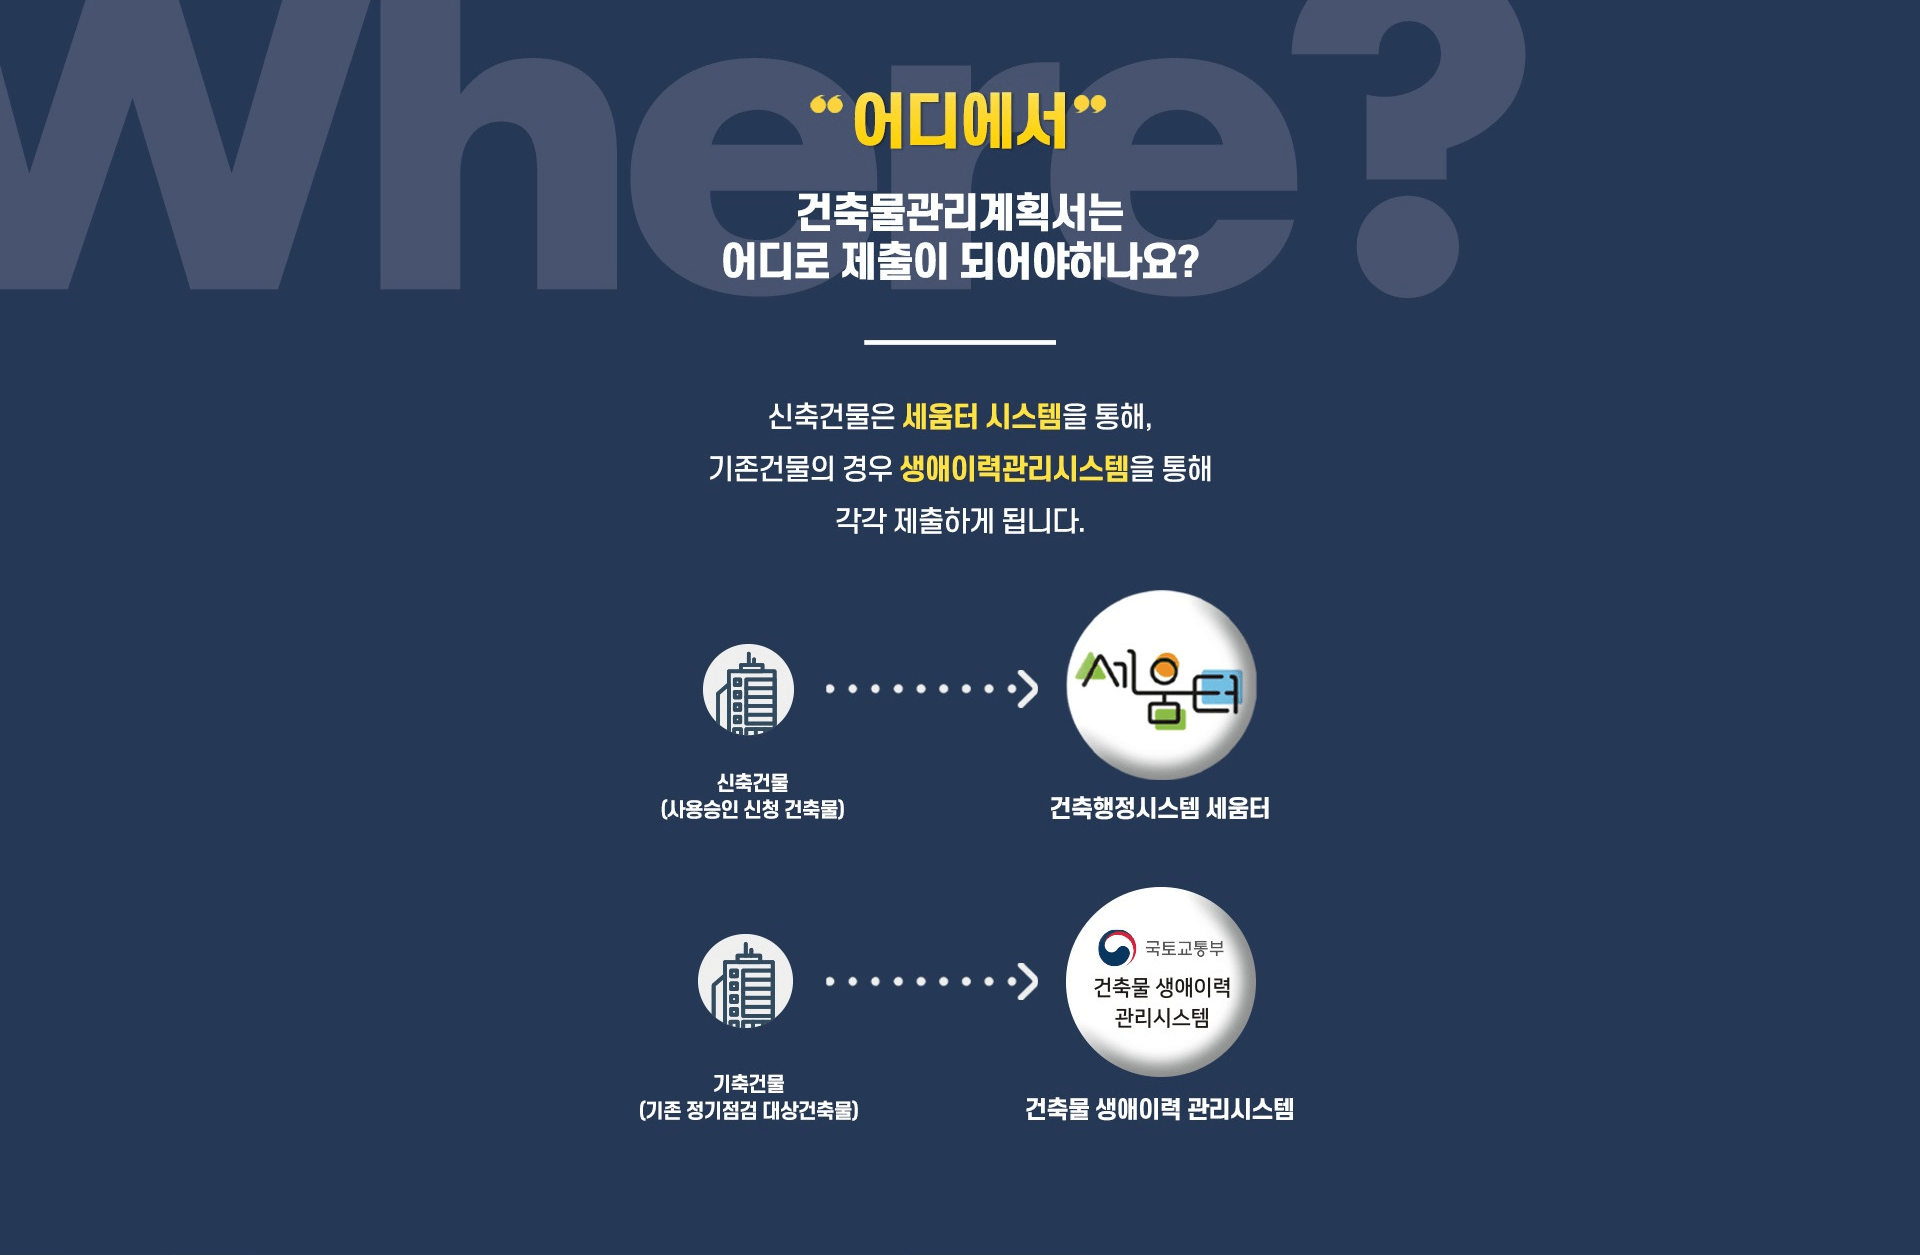 Where?
“어디에서”
건축물관리계획서는
어디로 제출이 되어야하나요?
신축건물은 세움터 시스템을 통해,
기존건물의 경우 생애이력관리시스템을 통해
각각 제출하게 됩니다.
세움터
신축건물
(사용승인 신청 건축물)
건축행정시스템 세움터
국토교통부
건축물 생애이력
관리시스템
기축건물
(기존 정기점검 대상건축물)
건축물 생애이력 관리시스템